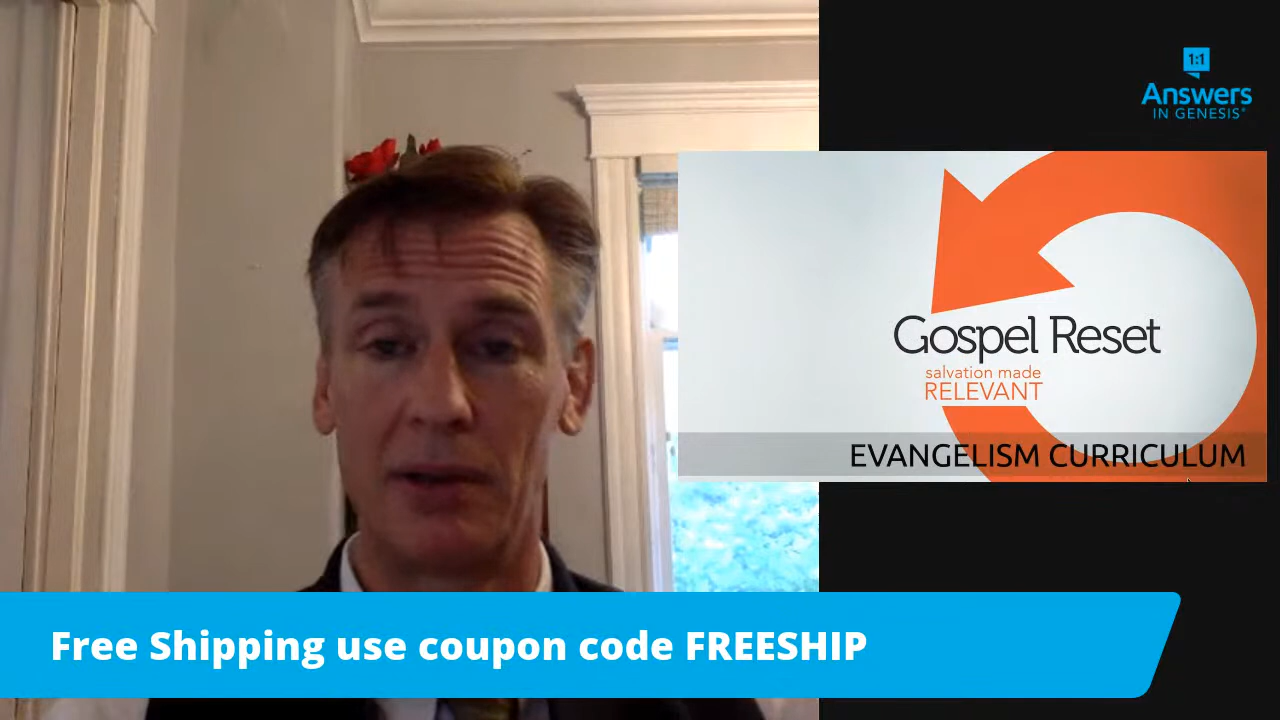 1:1
Answers
IN GENESIS®
Gospel Reset
salvation made
RELEVANT
EVANGELISM CURRICULUM
Free Shipping use coupon code FREESHIP